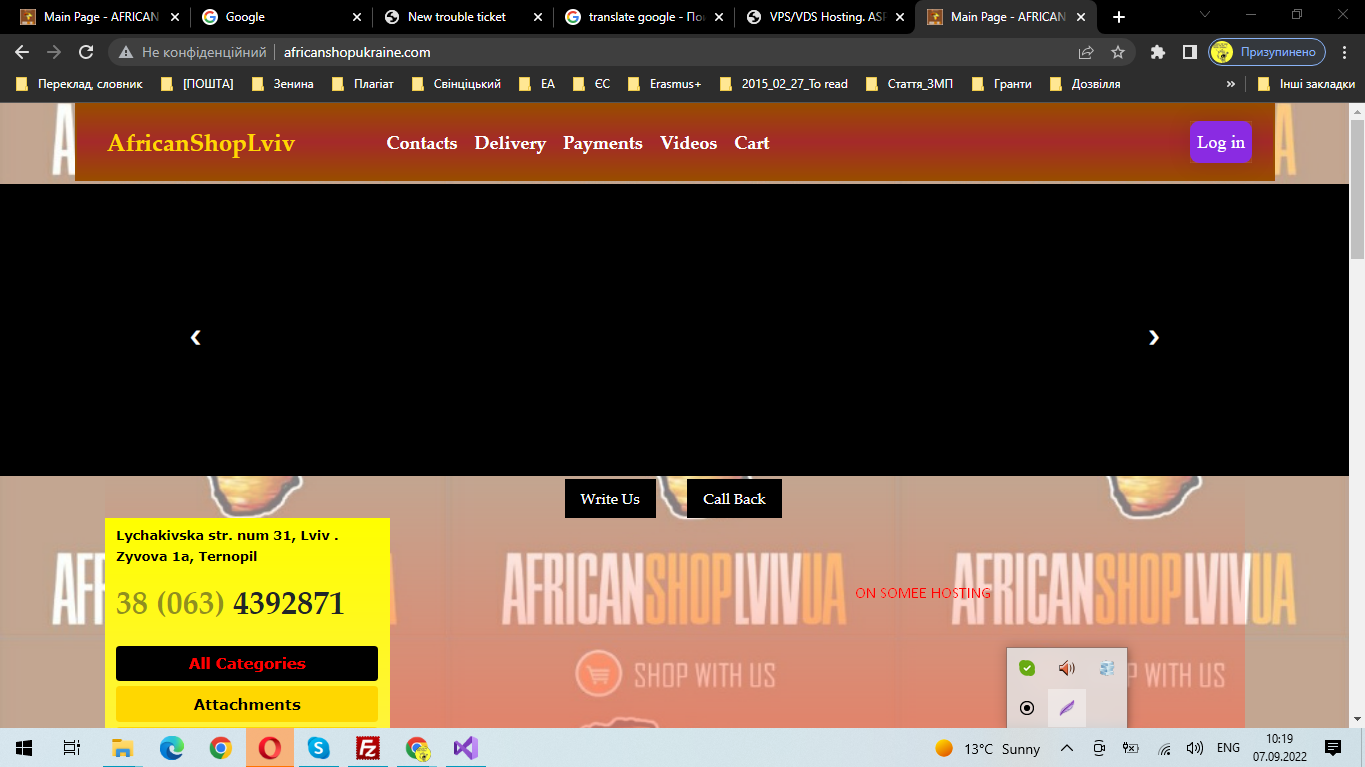 Main Page - AFRICAN
Google
New trouble ticket
translate google - По
VPS/VDS Hosting. ASP
Main Page - AFRICAN
Не конфіденційний
africanshopukraine.com
Призупинено
Переклад, словник
[ПОШТА]
Зенина
Плагіат
Свінціцький
ЕА
ЄС
Erasmus+
2015_02_27_To read
Стаття_ЗМП
Гранти
Дозвілля
»
Інші закладки
AfricanShopLviv
Contacts
Delivery
Payments
Videos
Cart
Log in
‹
›
Write Us
Call Back
Lychakivska str. num 31, Lviv .
Zyvova 1a, Ternopil
38 (063) 4392871
AFRICANSHOPLVIVUA
AFRICANSHOPLVIVUA
ON SOMEE HOSTING
All Categories
SHOP WITH US
WITH US
Attachments
13°C Sunny
ENG
10:19
07.09.2022